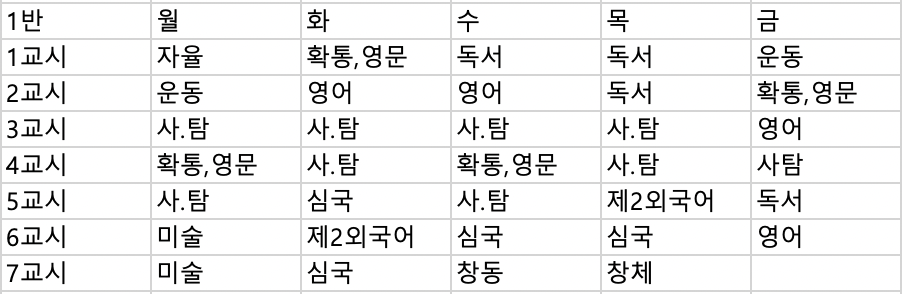 1반 월 화 수 목 금
1교시 자율 확통,영문 독서 독서 운동
2교시 운동 영어 영어 독서 확통,영문
3교시 사.탐 사.탐 사.탐 사.탐 영어
4교시 확통,영문 사.탐 확통,영문 사.탐 사탐
5교시 사.탐 심국 사.탐 제2외국어 독서
6교시 미술 제2외국어 심국 심국 영어
7교시 미술 심국 창동 창체